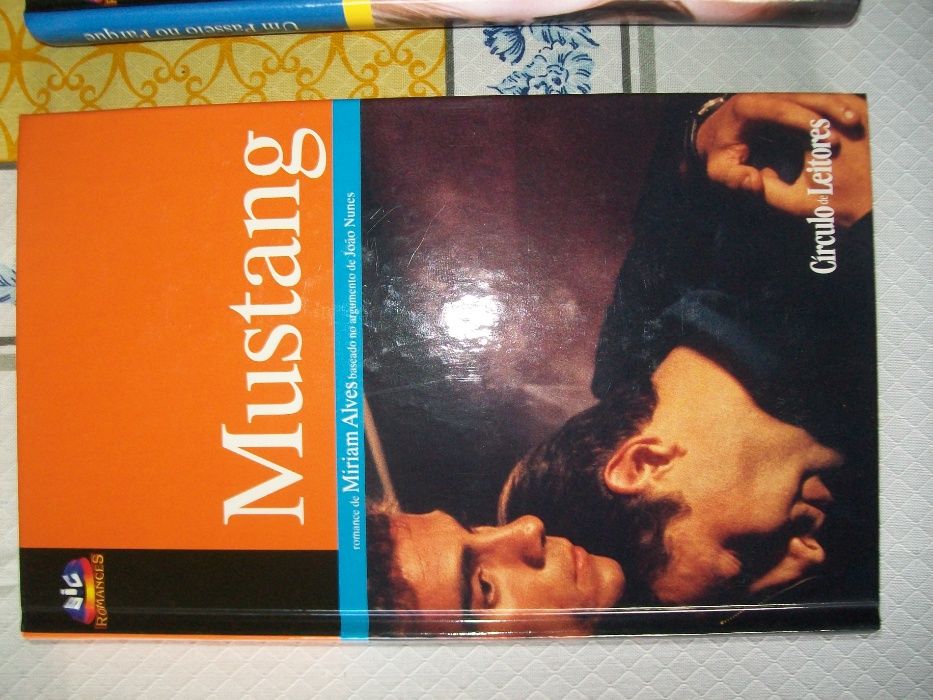 Um Passeio no Parque
Mustang
romance de Míriam Alves baseado no argumento de João Nunes
Círculo de Leitores
SIC
ROMANCES